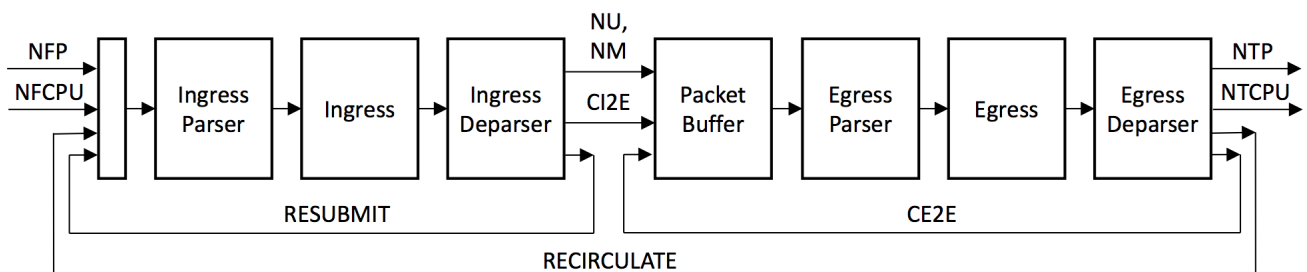 NFP
NFCPU
Ingress
Parser
Ingress
Ingress
Deparser
NU,
NM
CI2E
Packet
Buffer
Egress
Parser
Egress
Egress
Deparser
NTP
NTCPU
RESUBMIT
CE2E
RECIRCULATE